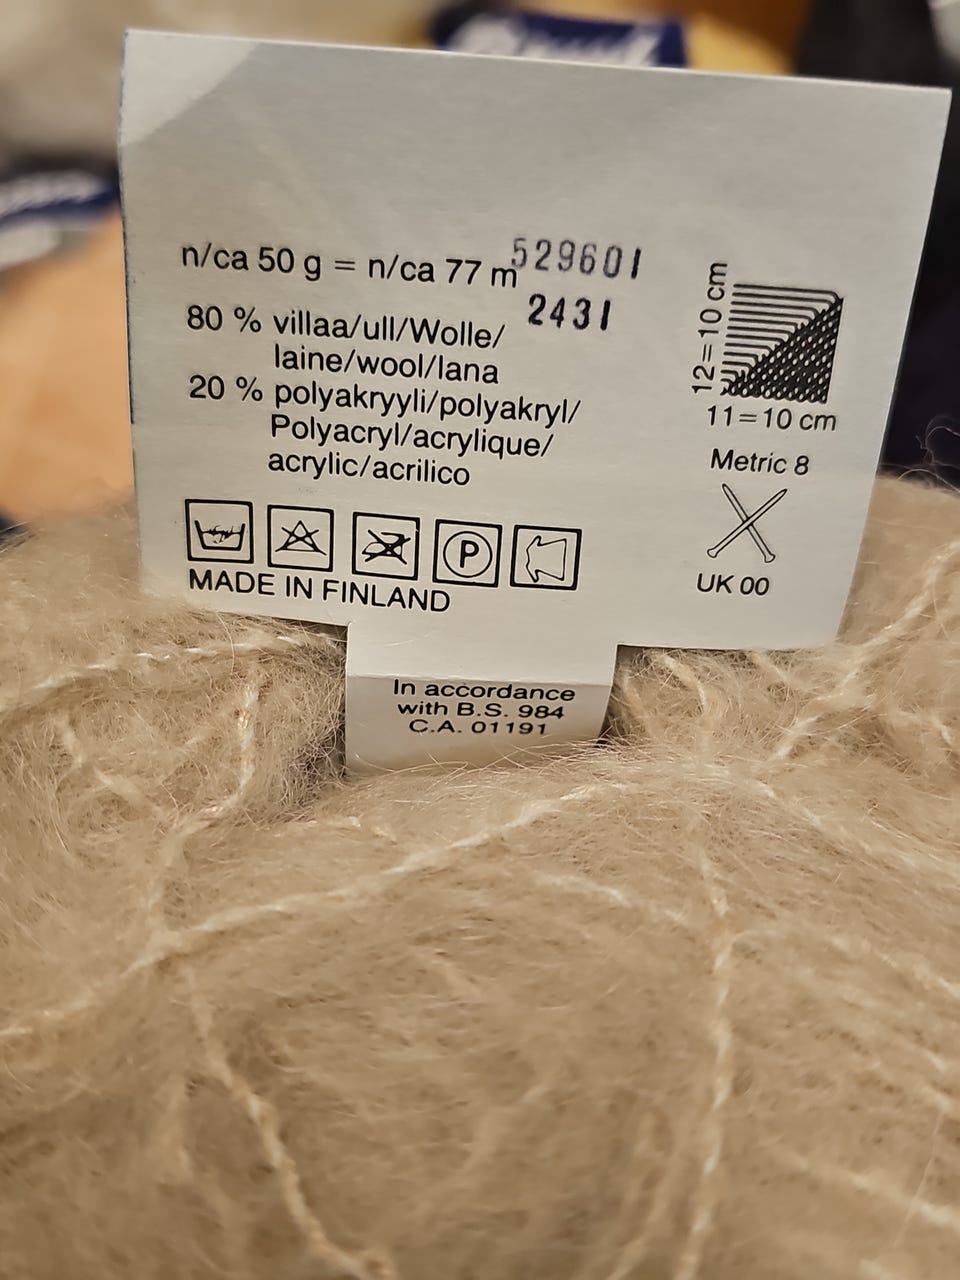 n/ca 50 g = n/ca 77 m 529601
2431
80 % villaa/ull/Wolle/
laine/wool/lana
20 % polyakryyli/polyakryl/
Polyacryl/acrylique/
acrylic/acrilico
P
MADE IN FINLAND
12=10 cm
11=10 cm
Metric 8
UK 00
In accordance
with B.S. 984
C.A. 01191